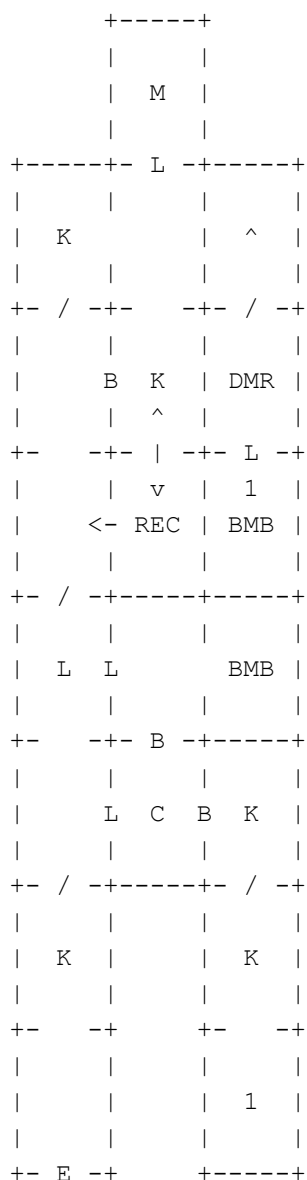 +-----+
|     |
|  M  |
|     |
+-----+- L -+-----+
|     |     |     |
|  K        |  ^  |
|     |     |     |
+- / -+-   -+- / -+
|     |     |     |
|     B  K  | DMR |
|     |  ^  |     |
+-   -+- | -+- L -+
|     |  v  |  1  |
|    <- REC | BMB |
|     |     |     |
+- / -+-----+-----+
|     |     |     |
|  L  L       BMB |
|     |     |     |
+-   -+- B -+-----+
|     |     |     |
|     L  C  B  K  |
|     |     |     |
+- / -+-----+- / -+
|     |     |     |
|  K  |     |  K  |
|     |     |     |
+-   -+     +-   -+
|     |     |     |
|     |     |  1  |
|     |     |     |
+- E -+     +-----+